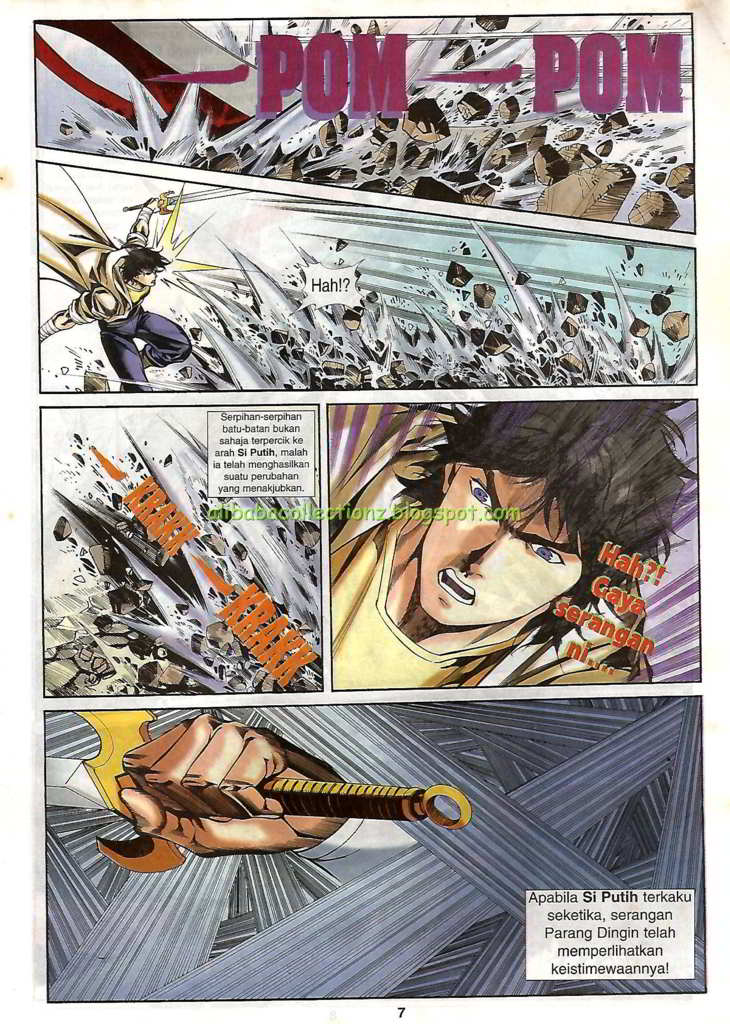 POM POM
Hah!?
Serpihan-serpihan
batu-batan bukan
sahaja terpercik ke
arah Si Putih, malah
ia telah menghasilkan
suatu perubahan
yang menakjubkan.
KRAKK
KRAKK
alibabacollectionz.blogspot.com
Hah?!
Gaya
serangan
ni....
Apabila Si Putih terkaku
seketika, serangan
Parang Dingin telah
memperlihatkan
keistimewaannya!
7